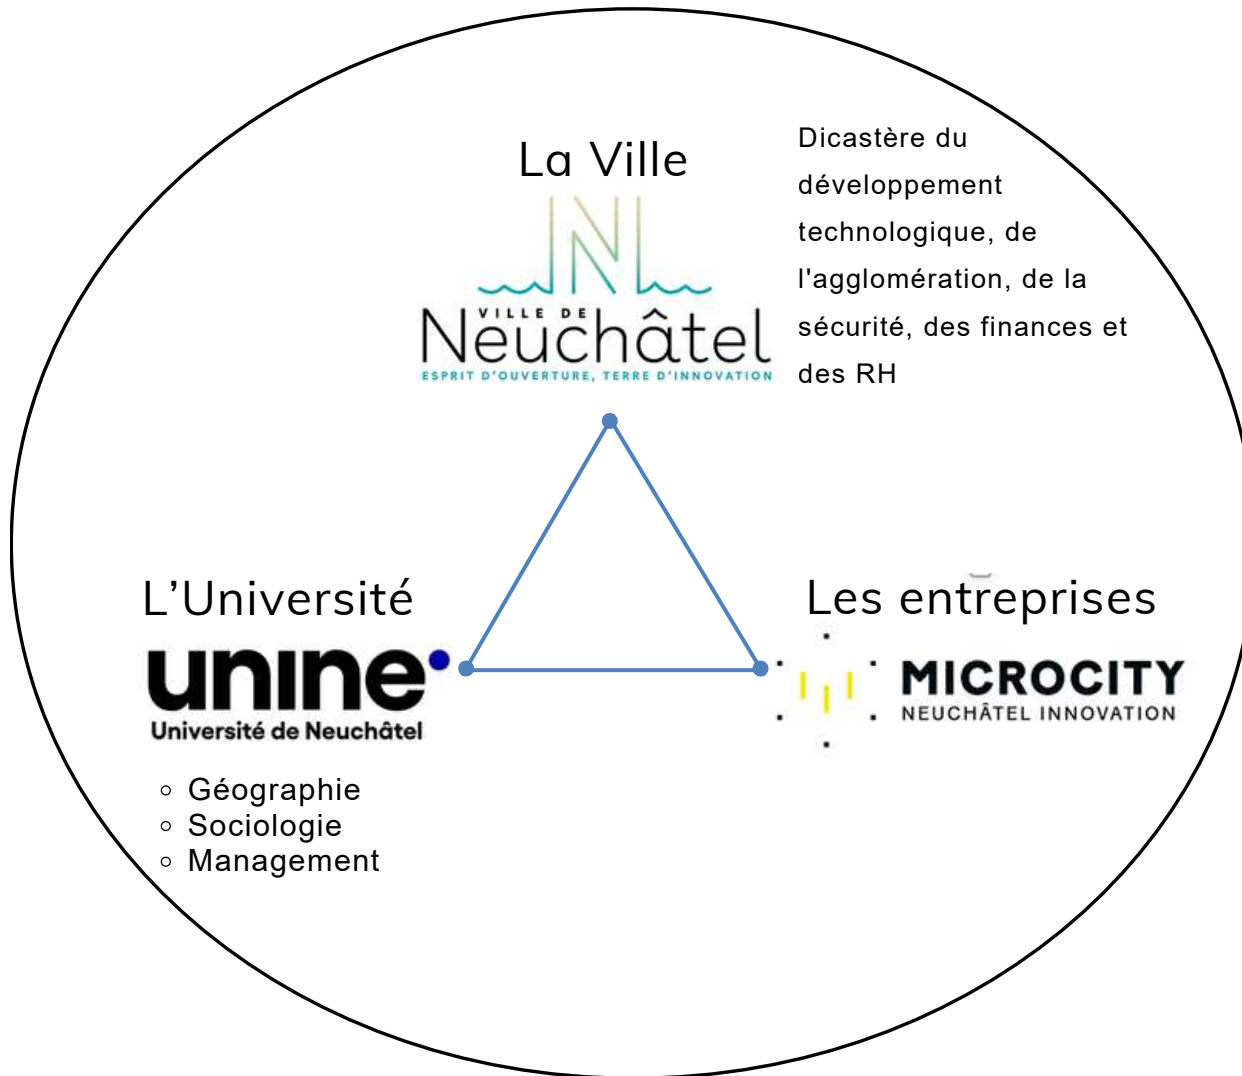 La Ville
VILLE DE
Neuchâtel
ESPRIT D'OUVERTURE, TERRE D'INNOVATION
Dicastère du
développement
technologique, de
l'agglomération, de la
sécurité, des finances et
des RH
L’Université
unine
Université de Neuchâtel
Géographie
Sociologie
Management
Les entreprises
MICROCITY
NEUCHÂTEL INNOVATION